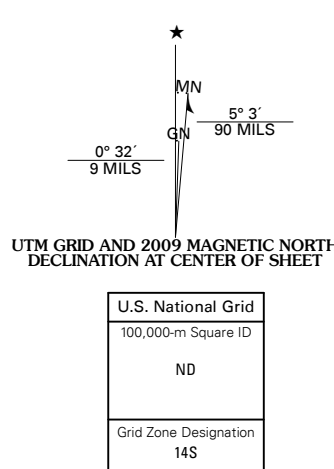 ★
MN
5° 3´
90 MILS
GN
0° 32´
9 MILS
UTM GRID AND 2009 MAGNETIC NORTH
DECLINATION AT CENTER OF SHEET
U.S. National Grid
100,000-m Square ID
ND
Grid Zone Designation
14S